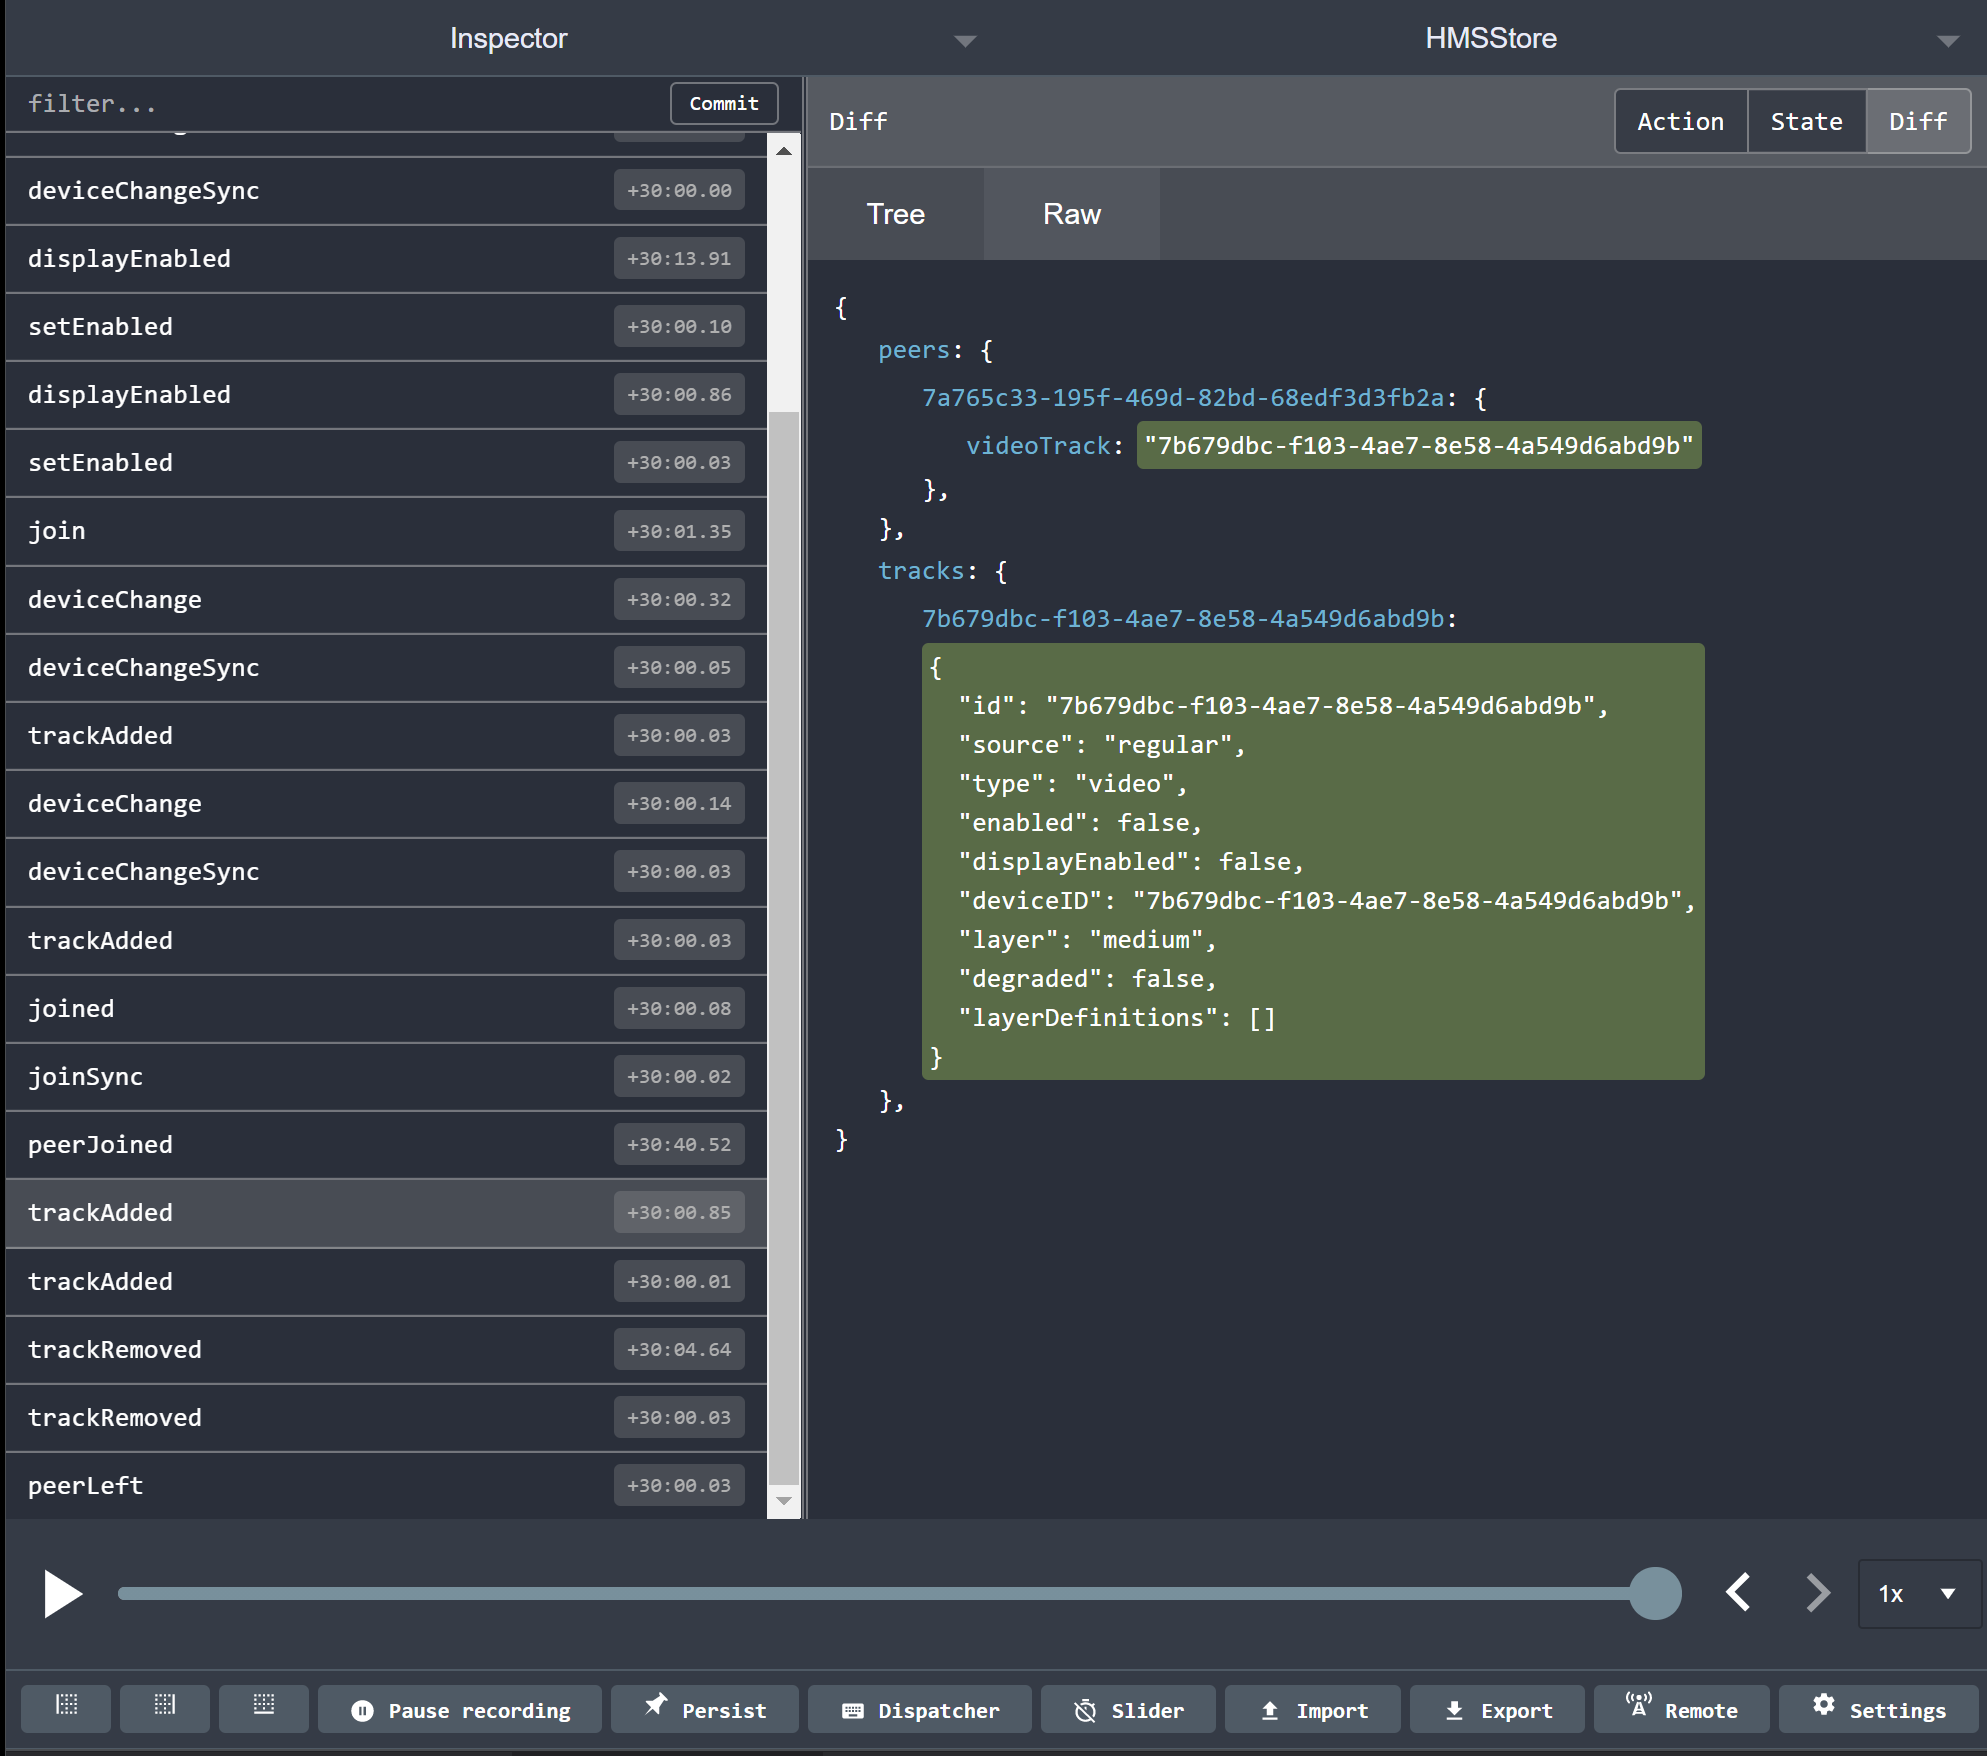 Inspector
HMSStore
filter...
Commit
deviceChangeSync +30:00.00
displayEnabled +30:13.91
setEnabled +30:00.10
displayEnabled +30:00.86
setEnabled +30:00.03
join +30:01.35
deviceChange +30:00.32
deviceChangeSync +30:00.05
trackAdded +30:00.03
deviceChange +30:00.14
deviceChangeSync +30:00.03
trackAdded +30:00.03
joined +30:00.08
joinSync +30:00.02
peerJoined +30:40.52
trackAdded +30:00.85
trackAdded +30:00.01
trackRemoved +30:04.64
trackRemoved +30:00.03
peerLeft +30:00.03
Diff
Action State Diff
Tree Raw
{
peers: {
7a765c33-195f-469d-82bd-68edf3d3fb2a: {
videoTrack: "7b679dbc-f103-4ae7-8e58-4a549d6abd9b"
},
},
tracks: {
7b679dbc-f103-4ae7-8e58-4a549d6abd9b:
{
"id": "7b679dbc-f103-4ae7-8e58-4a549d6abd9b",
"source": "regular",
"type": "video",
"enabled": false,
"displayEnabled": false,
"deviceID": "7b679dbc-f103-4ae7-8e58-4a549d6abd9b",
"layer": "medium",
"degraded": false,
"layerDefinitions": []
}
},
}
1x
Pause recording Persist Dispatcher Slider Import Export Remote Settings